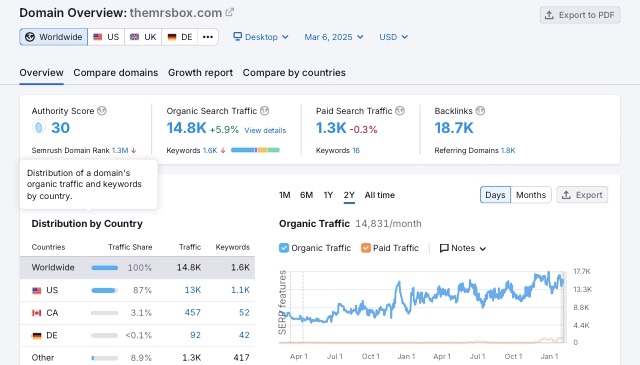 Domain Overview: themrsbox.com
Export to PDF
Worldwide US UK DE ••• Desktop Mar 6, 2025 USD
Overview Compare domains Growth report Compare by countries
Authority Score Organic Search Traffic Paid Search Traffic Backlinks
30 14.8K +5.9% View details 1.3K -0.3% 18.7K
Semrush Domain Rank 1.3M ↓ Keywords 1.6K ↓ Keywords 16 Referring Domains 1.8K
Distribution of a domain's
organic traffic and keywords
by country.
1M 6M 1Y 2Y All time Days Months Export
Distribution by Country
Organic Traffic 14,831/month
Countries Traffic Share Traffic Keywords
Organic Traffic Paid Traffic Notes
Worldwide 100% 14.8K 1.6K
US 87% 13K 1.1K
CA 3.1% 457 52
DE <0.1% 92 42
Other 8.9% 1.3K 417
SERP features
17.7K
13.3K
8.8K
4.4K
0
Apr 1 Jul 1 Oct 1 Jan 1 Apr 1 Jul 1 Oct 1 Jan 1